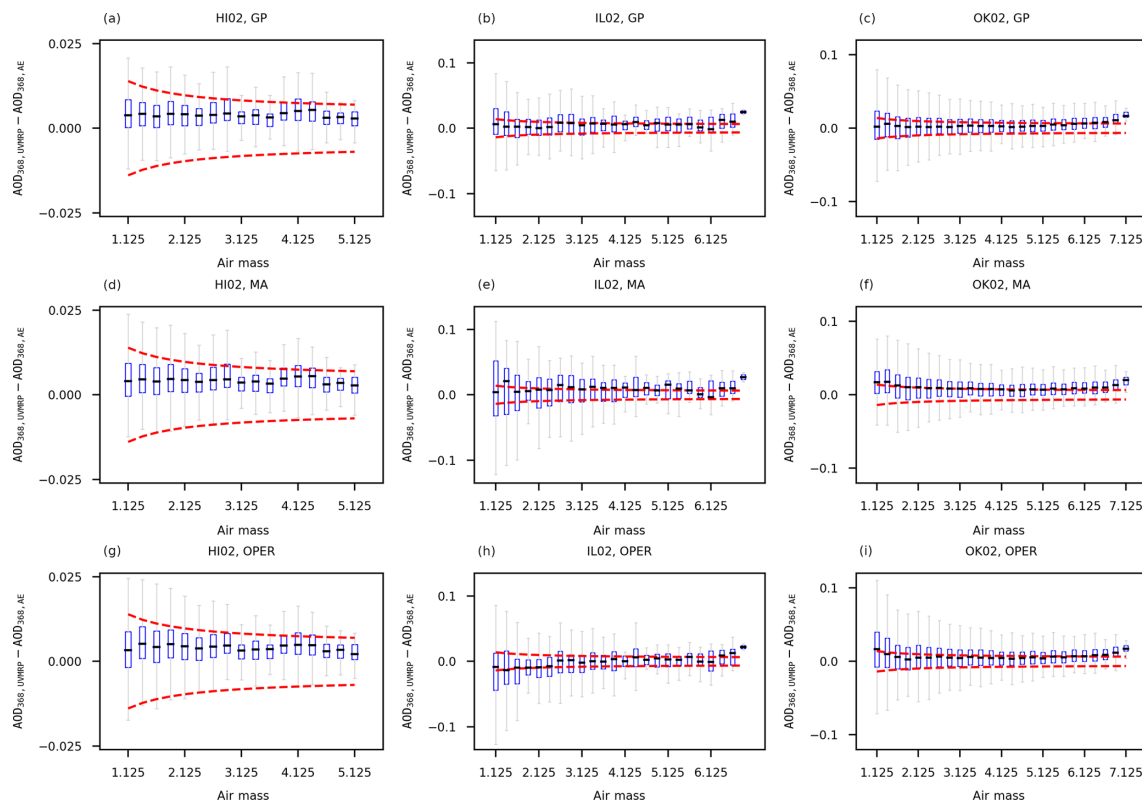 (a) HI02, GP
(b) IL02, GP
(c) OK02, GP
AOD368, UVMRP − AOD368, AE
0.025
0.000
−0.025
1.125 2.125 3.125 4.125 5.125
Air mass
AOD368, UVMRP − AOD368, AE
0.1
0.0
−0.1
1.125 2.125 3.125 4.125 5.125 6.125
Air mass
AOD368, UVMRP − AOD368, AE
0.1
0.0
−0.1
1.125 2.125 3.125 4.125 5.125 6.125 7.125
Air mass
(d) HI02, MA
(e) IL02, MA
(f) OK02, MA
AOD368, UVMRP − AOD368, AE
0.025
0.000
−0.025
1.125 2.125 3.125 4.125 5.125
Air mass
AOD368, UVMRP − AOD368, AE
0.1
0.0
−0.1
1.125 2.125 3.125 4.125 5.125 6.125
Air mass
AOD368, UVMRP − AOD368, AE
0.1
0.0
−0.1
1.125 2.125 3.125 4.125 5.125 6.125 7.125
Air mass
(g) HI02, OPER
(h) IL02, OPER
(i) OK02, OPER
AOD368, UVMRP − AOD368, AE
0.025
0.000
−0.025
1.125 2.125 3.125 4.125 5.125
Air mass
AOD368, UVMRP − AOD368, AE
0.1
0.0
−0.1
1.125 2.125 3.125 4.125 5.125 6.125
Air mass
AOD368, UVMRP − AOD368, AE
0.1
0.0
−0.1
1.125 2.125 3.125 4.125 5.125 6.125 7.125
Air mass